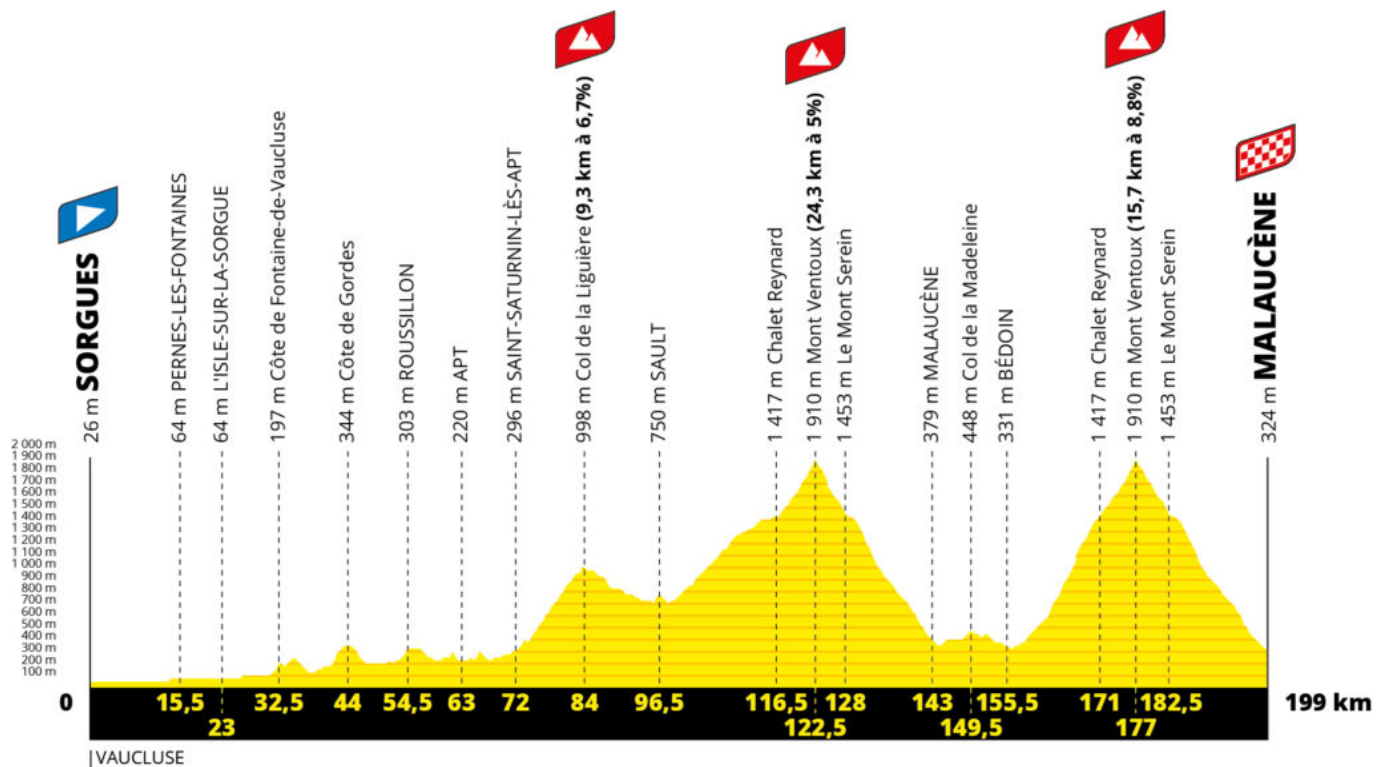 SORGUES
26 m
64 m PERNES-LES-FONTAINES
64 m L'ISLE-SUR-LA-SORGUE
197 m Côte de Fontaine-de-Vaucluse
344 m Côte de Gordes
303 m ROUSSILLON
220 m APT
296 m SAINT-SATURNIN-LÈS-APT
998 m Col de la Liguière (9,3 km à 6,7%)
750 m SAULT
1 417 m Chalet Reynard
1 910 m Mont Ventoux (24,3 km à 5%)
1 453 m Le Mont Serein
379 m MALAUCÈNE
448 m Col de la Madeleine
331 m BÉDOIN
1 417 m Chalet Reynard
1 910 m Mont Ventoux (15,7 km à 8,8%)
1 453 m Le Mont Serein
324 m MALAUCÈNE
2 000 m
1 900 m
1 800 m
1 700 m
1 600 m
1 500 m
1 400 m
1 300 m
1 200 m
1 100 m
1 000 m
900 m
800 m
700 m
600 m
500 m
400 m
300 m
200 m
100 m
0 15,5 32,5 44 54,5 63 72 84 96,5 116,5 128 143 155,5 171 182,5 199 km
23 122,5 149,5 177
|VAUCLUSE